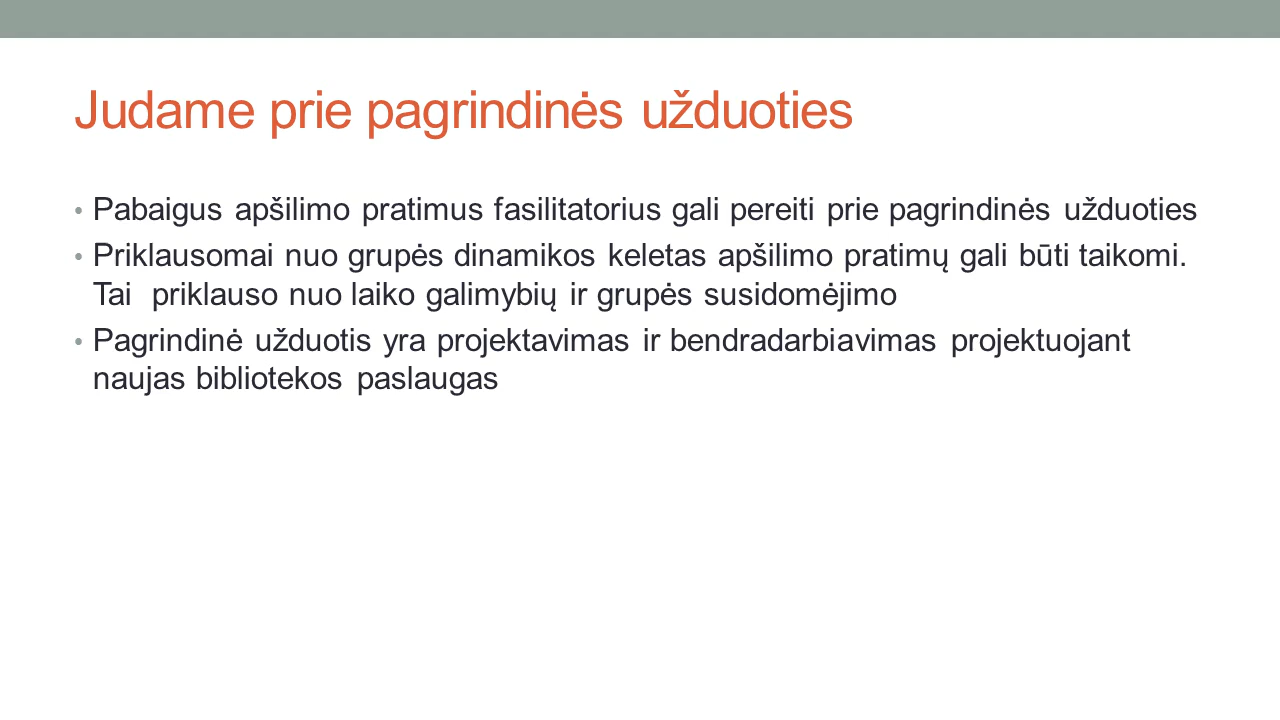 Judame prie pagrindinės užduoties
• Pabaigus apšilimo pratimus fasilitatorius gali pereiti prie pagrindinės užduoties
• Priklausomai nuo grupės dinamikos keletas apšilimo pratimų gali būti taikomi.
Tai  priklauso nuo laiko galimybių ir grupės susidomėjimo
• Pagrindinė užduotis yra projektavimas ir bendradarbiavimas projektuojant
naujas bibliotekos paslaugas